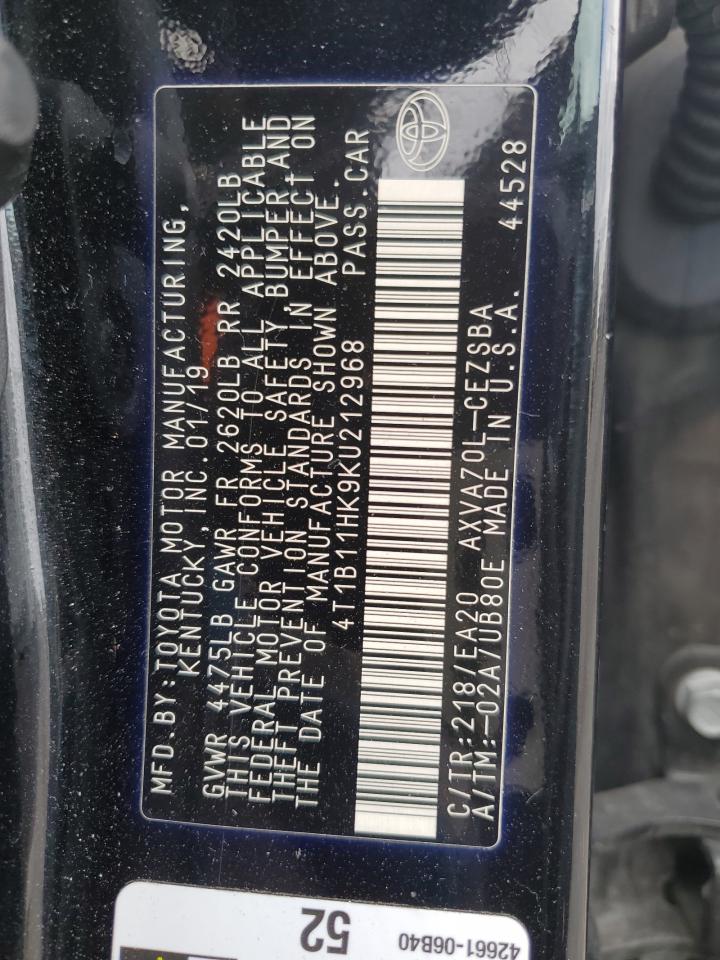 MFD.BY:TOYOTA MOTOR MANUFACTURING,
KENTUCKY, INC. 01/19
GVWR 4475LB GAWR FR 2620LB RR 2420LB
THIS VEHICLE CONFORMS TO ALL APPLICABLE
FEDERAL MOTOR VEHICLE SAFETY, BUMPER, AND
THEFT PREVENTION STANDARDS IN EFFECT ON
THE DATE OF MANUFACTURE SHOWN ABOVE.
4T1B11HK9KU212968 PASS.CAR
C/TR:218/EA20 AXVA70L-CEZSBA
A/TM:-02A/UB80E MADE IN U.S.A. 44528
52
42661-06B40